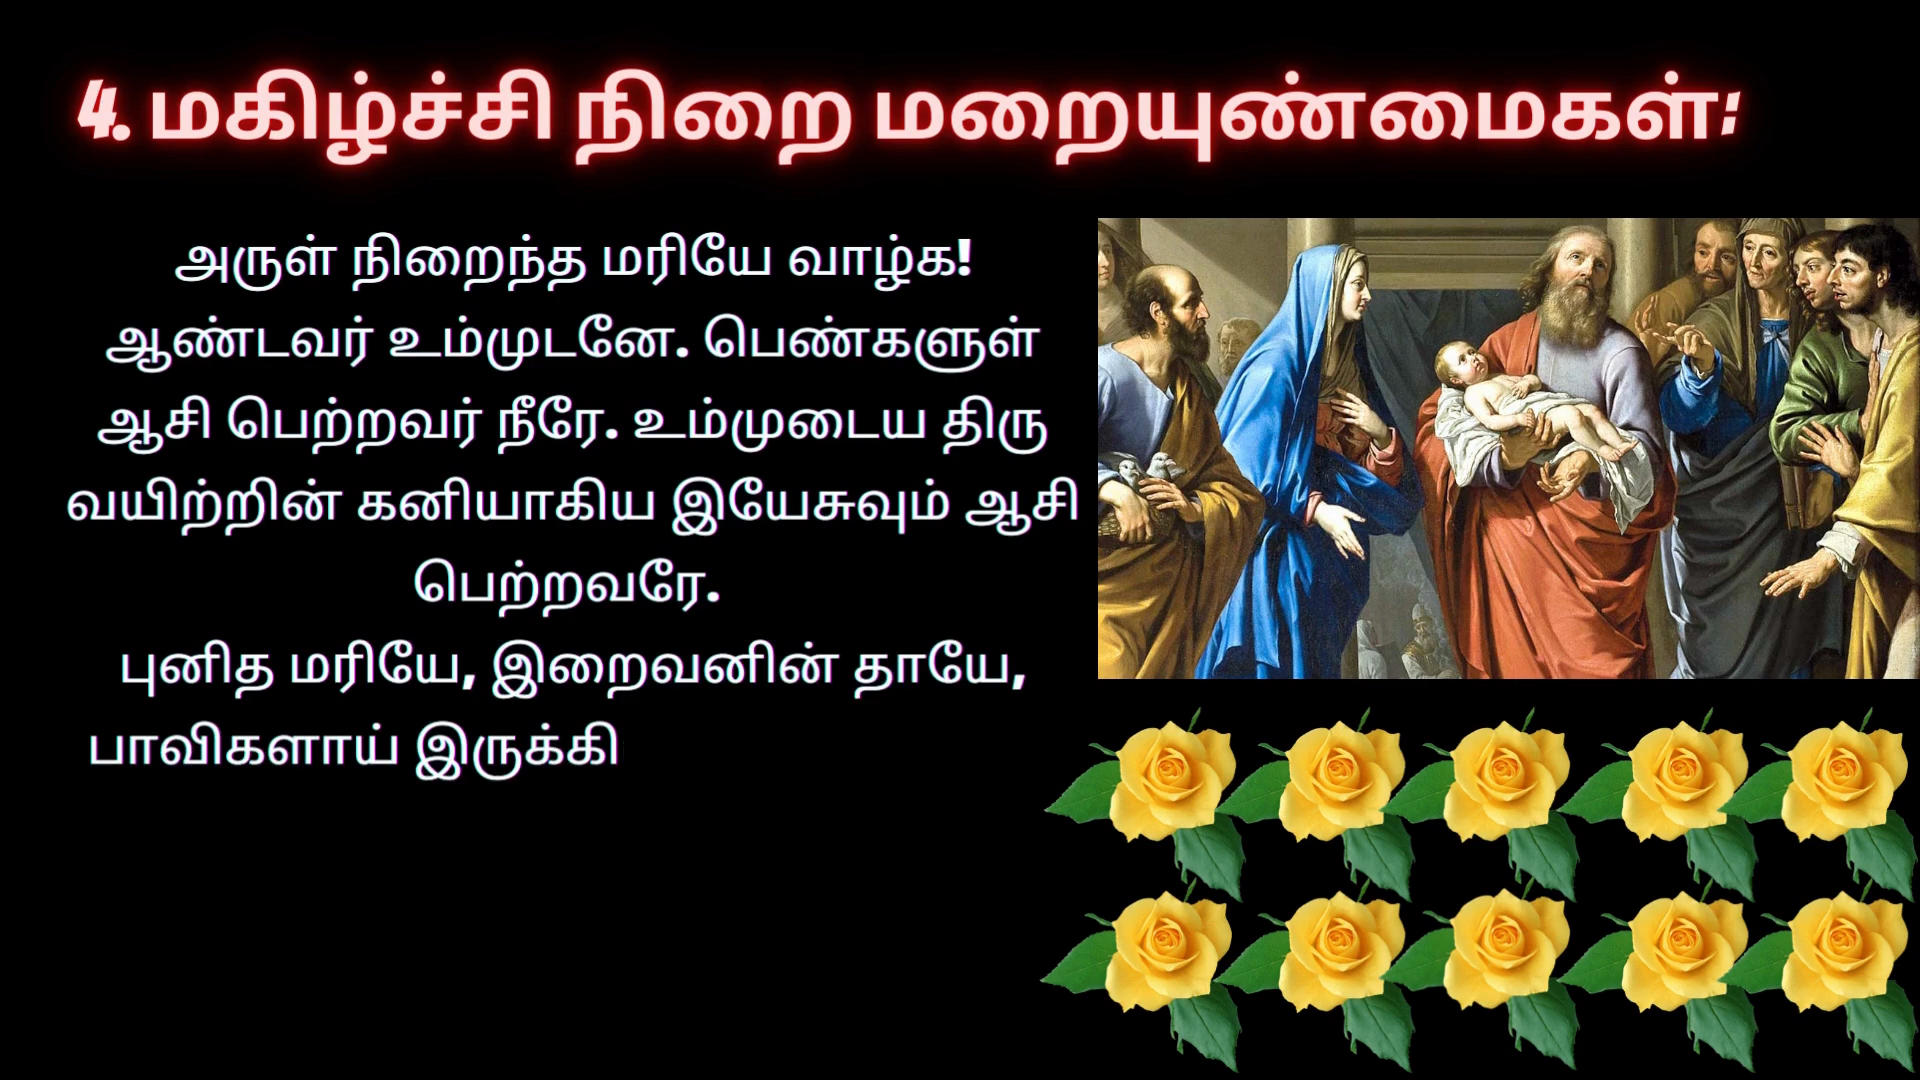 4. மகிழ்ச்சி நிறை மறையுண்மைகள்:
அருள் நிறைந்த மரியே வாழ்க!
ஆண்டவர் உம்முடனே. பெண்களுள்
ஆசி பெற்றவர் நீரே. உம்முடைய திரு
வயிற்றின் கனியாகிய இயேசுவும் ஆசி
பெற்றவரே.
புனித மரியே, இறைவனின் தாயே,
பாவிகளாய் இருக்கி